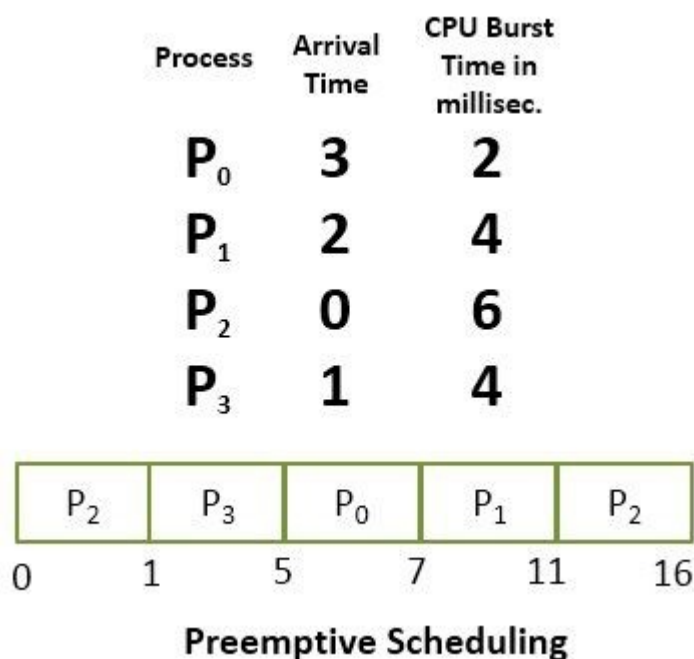 Process Arrival Time CPU Burst Time in millisec.
P₀ 3 2
P₁ 2 4
P₂ 0 6
P₃ 1 4
P₂ P₃ P₀ P₁ P₂
0 1 5 7 11 16
Preemptive Scheduling